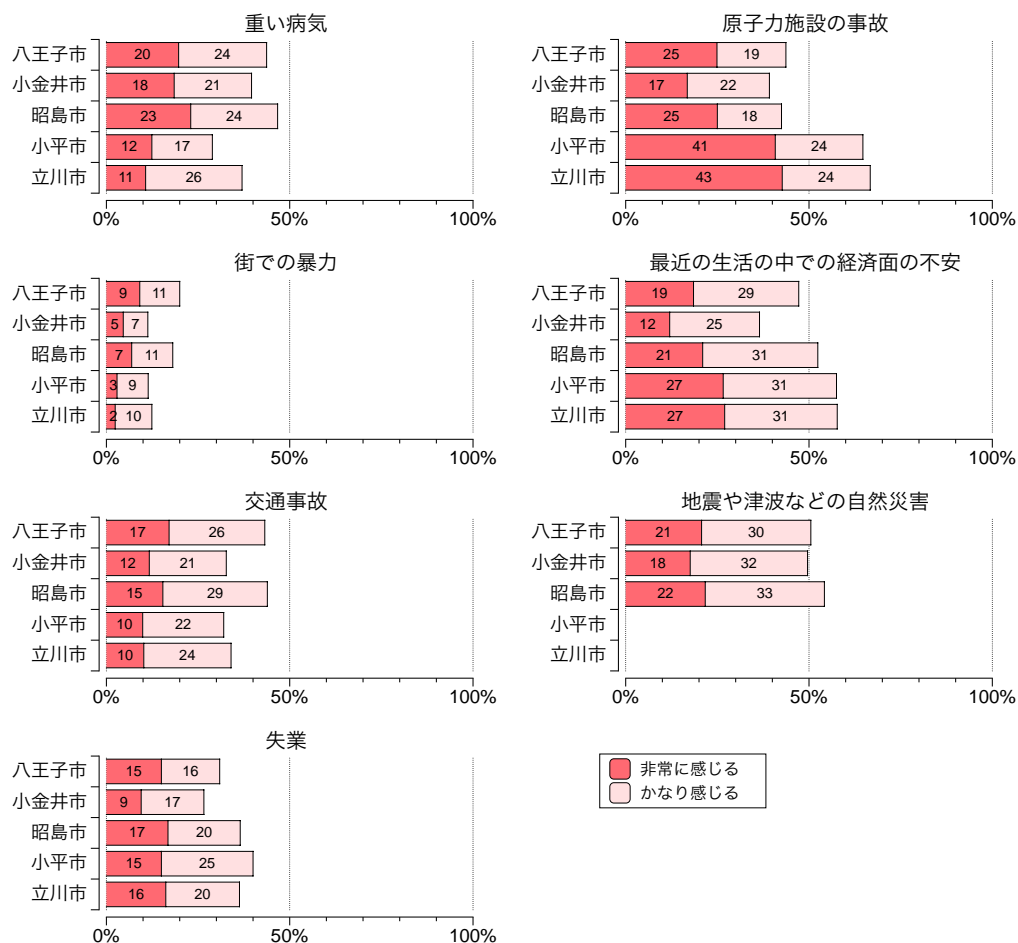 重い病気
八王子市 20 24
小金井市 18 21
昭島市 23 24
小平市 12 17
立川市 11 26
0% 50% 100%
原子力施設の事故
八王子市 25 19
小金井市 17 22
昭島市 25 18
小平市 41 24
立川市 43 24
0% 50% 100%
街での暴力
八王子市 9 11
小金井市 5 7
昭島市 7 11
小平市 3 9
立川市 2 10
0% 50% 100%
最近の生活の中での経済面の不安
八王子市 19 29
小金井市 12 25
昭島市 21 31
小平市 27 31
立川市 27 31
0% 50% 100%
交通事故
八王子市 17 26
小金井市 12 21
昭島市 15 29
小平市 10 22
立川市 10 24
0% 50% 100%
地震や津波などの自然災害
八王子市 21 30
小金井市 18 32
昭島市 22 33
小平市
立川市
0% 50% 100%
失業
八王子市 15 16
小金井市 9 17
昭島市 17 20
小平市 15 25
立川市 16 20
0% 50% 100%
非常に感じる
かなり感じる